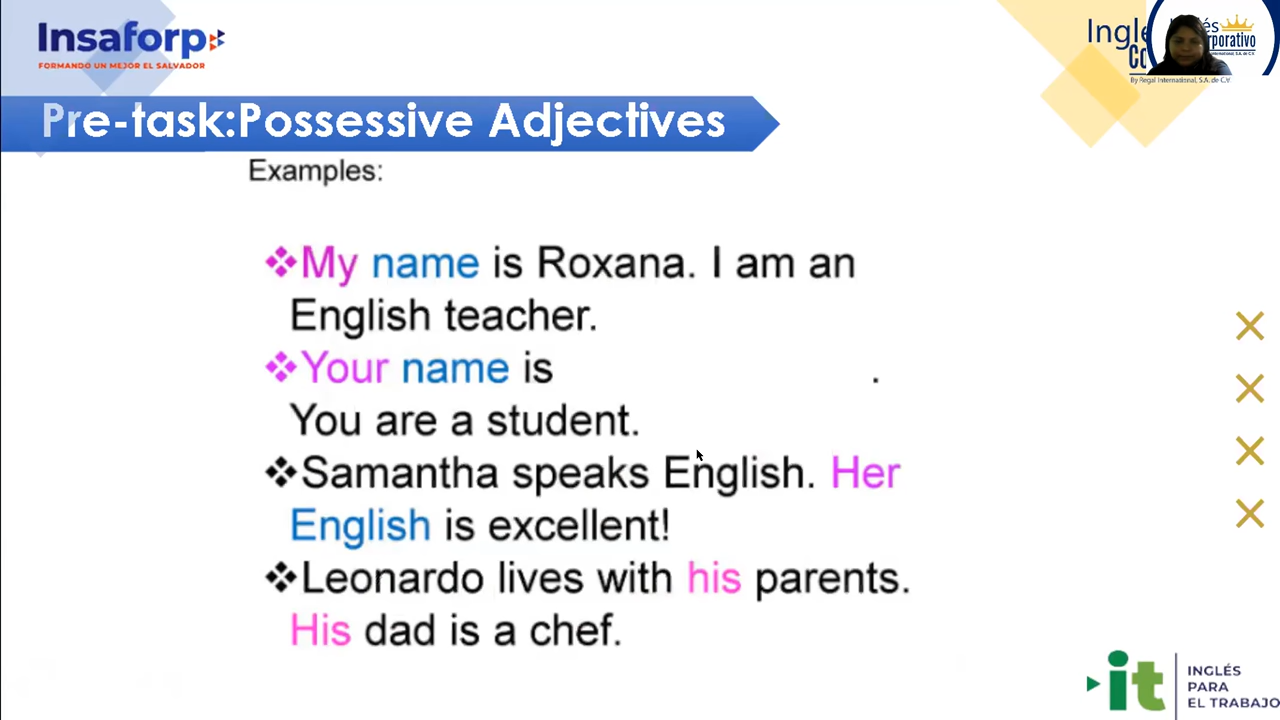 Insaforp
FORMANDO UN MEJOR EL SALVADOR
By Regal International, S.A. de C.V.
Pre-task:Possessive Adjectives
Examples:
❖My name is Roxana. I am an
English teacher.
❖Your name is .
You are a student.
❖Samantha speaks English. Her
English is excellent!
❖Leonardo lives with his parents.
His dad is a chef.
it
INGLÉS
PARA
EL TRABAJO